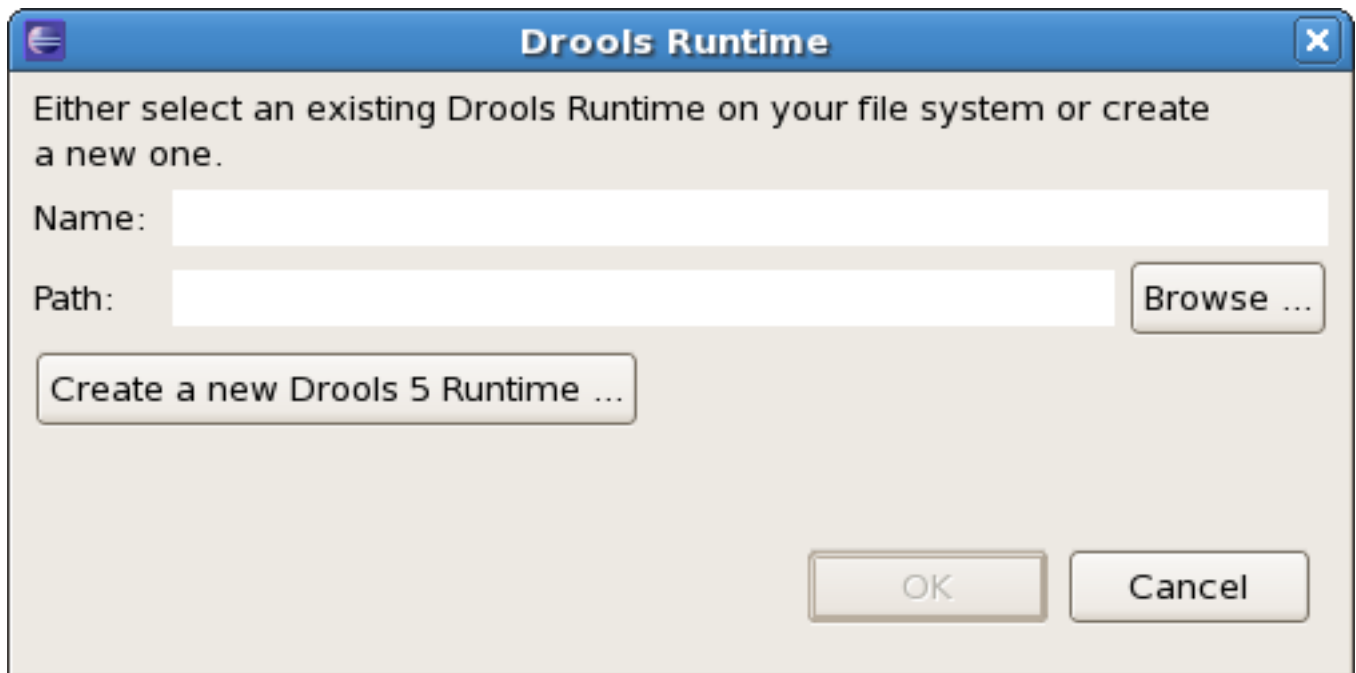 Drools Runtime
Either select an existing Drools Runtime on your file system or create
a new one.
Name:
Path:
Browse ...
Create a new Drools 5 Runtime ...
OK
Cancel